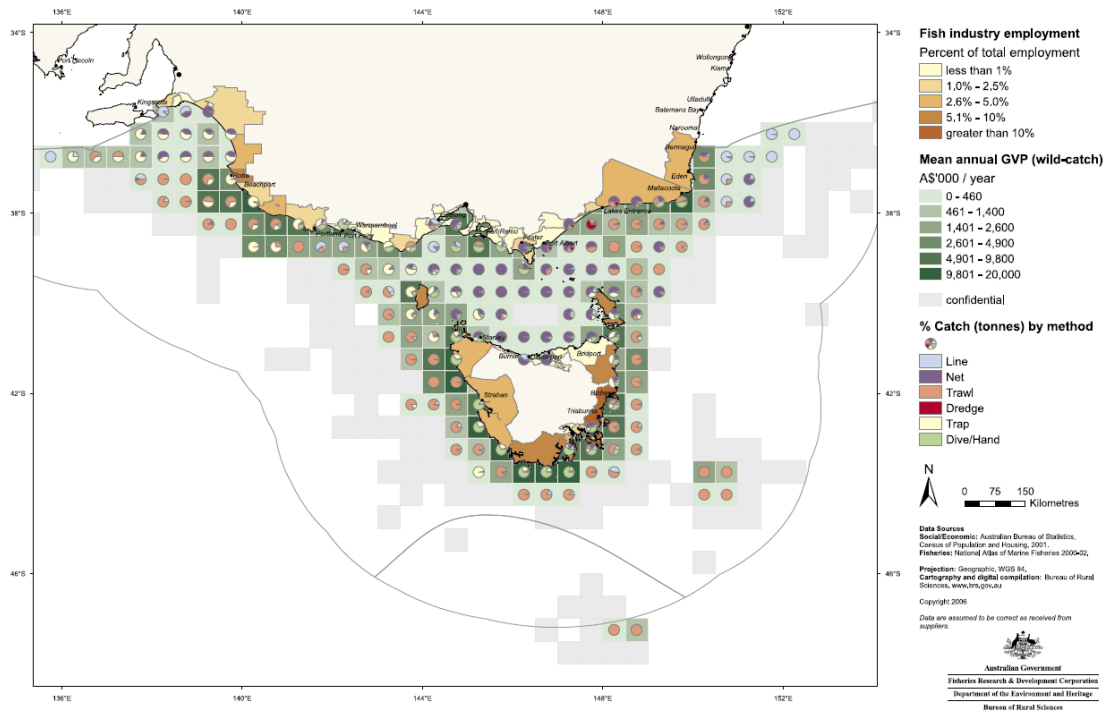 136°E 140°E 144°E 148°E 152°E
34°S 34°S
Port Lincoln
Wollongong
Kiama
Kingscote
Ulladulla
Batemans Bay
Narooma
Bermagui
Robe
Eden
Beachport
Mallacoota
38°S 38°S
Lakes Entrance
Geelong
Warrnambool
Portland Port Fairy
Port Albert
Stanley
Burnie
Bridport
42°S 42°S
Strahan
Triabunna
46°S 46°S
136°E 140°E 144°E 148°E 152°E
Fish industry employment
Percent of total employment
less than 1%
1,0% - 2,5%
2.6% - 5.0%
5,1% - 10%
greater than 10%
Mean annual GVP (wild-catch)
A$'000 / year
0 - 460
461 - 1,400
1,401 - 2,600
2,601 - 4,900
4,901 - 9,800
9,801 - 20,000
confidential
% Catch (tonnes) by method
Line
Net
Trawl
Dredge
Trap
Dive/Hand
N
0 75 150
Kilometres
Data Sources
Social/Economic: Australian Bureau of Statistics,
Census of Population and Housing, 2001.
Fisheries: National Atlas of Marine Fisheries 2000-02,
Projection: Geographic, WGS 84,
Cartography and digital compilation: Bureau of Rural
Sciences, www.brs.gov.au
Copyright 2006
Data are assumed to be correct as received from
suppliers.
Australian Government
Fisheries Research & Development Corporation
Department of the Environment and Heritage
Bureau of Rural Sciences